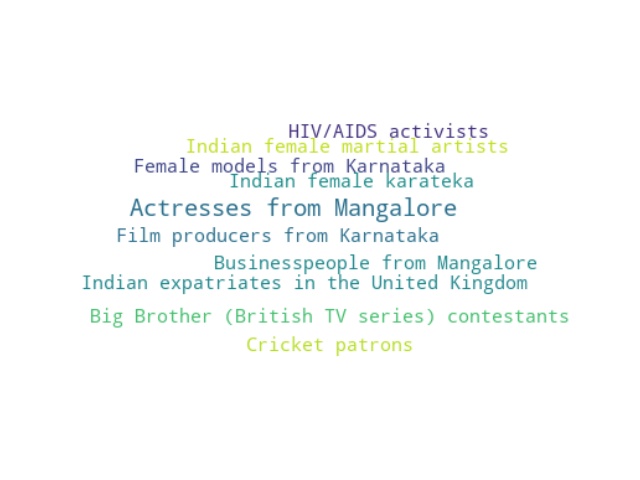 HIV/AIDS activists
Indian female martial artists
Female models from Karnataka
Indian female karateka
Actresses from Mangalore
Film producers from Karnataka
Businesspeople from Mangalore
Indian expatriates in the United Kingdom
Big Brother (British TV series) contestants
Cricket patrons